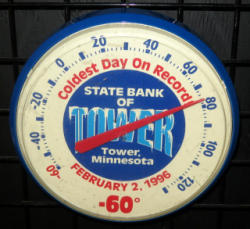 -60 -40 -20 0 20 40 60 80 100 120
Coldest Day On Record
STATE BANK
OF
TOWER
Tower,
Minnesota
FEBRUARY 2, 1996
-60°